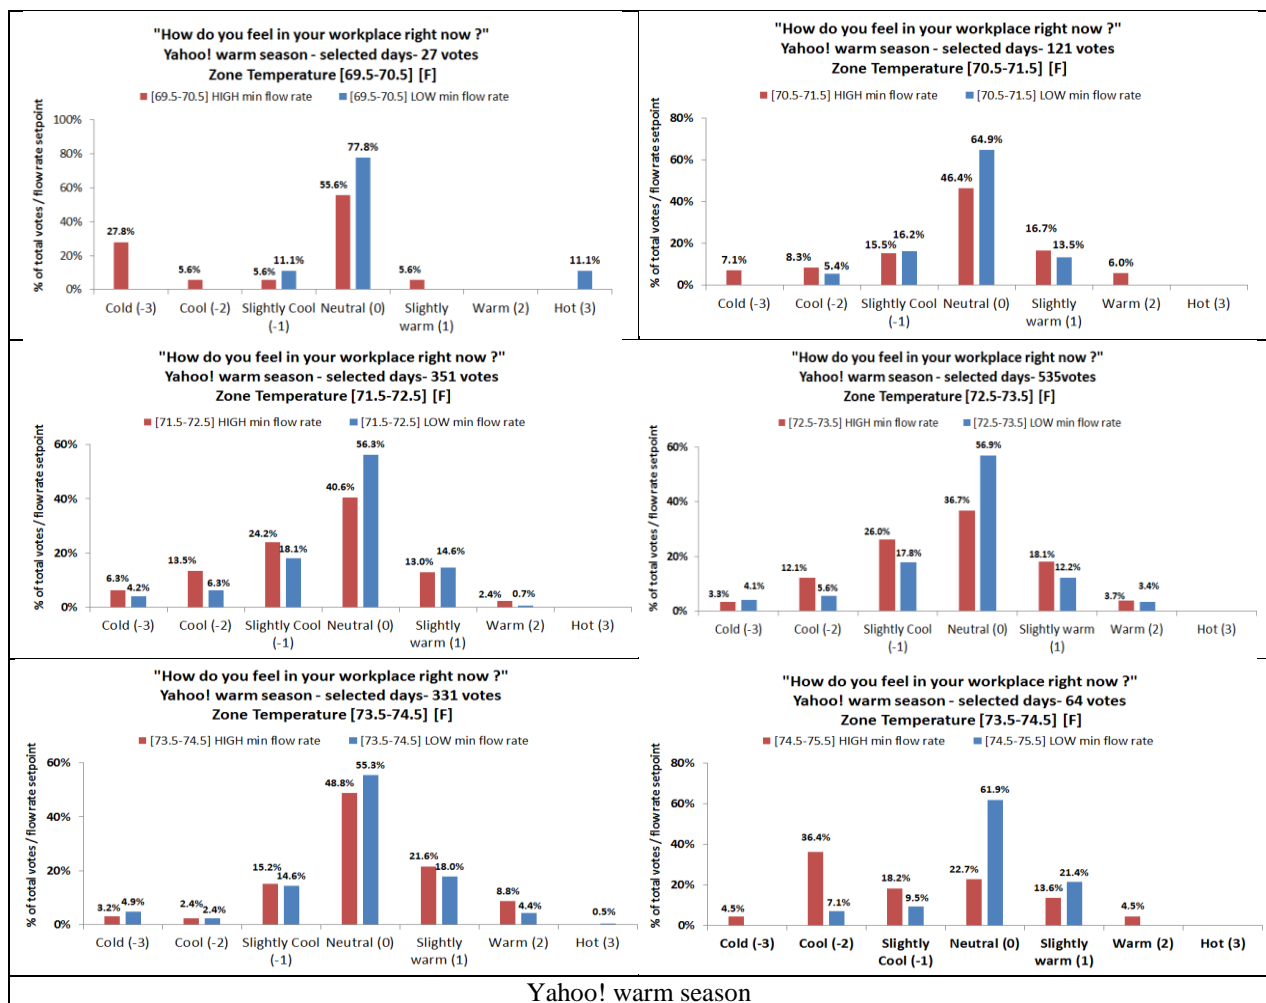 "How do you feel in your workplace right now ?"
Yahoo! warm season - selected days- 27 votes
Zone Temperature [69.5-70.5] [F]
[69.5-70.5] HIGH min flow rate [69.5-70.5] LOW min flow rate
% of total votes / flow rate setpoint
100%
80%
60%
40%
20%
0%
27.8%
5.6%
5.6%
11.1%
55.6%
77.8%
5.6%
11.1%
Cold (-3) Cool (-2) Slightly Cool Neutral (0) Slightly Warm (2) Hot (3)
(-1) warm (1)
"How do you feel in your workplace right now ?"
Yahoo! warm season - selected days- 121 votes
Zone Temperature [70.5-71.5] [F]
[70.5-71.5] HIGH min flow rate [70.5-71.5] LOW min flow rate
% of total votes / flow rate setpoint
80%
60%
40%
20%
0%
7.1%
8.3%
5.4%
15.5%
16.2%
46.4%
64.9%
16.7%
13.5%
6.0%
Cold (-3) Cool (-2) Slightly Cool Neutral (0) Slightly Warm (2) Hot (3)
(-1) warm (1)
"How do you feel in your workplace right now ?"
Yahoo! warm season - selected days- 351 votes
Zone Temperature [71.5-72.5] [F]
[71.5-72.5] HIGH min flow rate [71.5-72.5] LOW min flow rate
% of total votes / flow rate setpoint
60%
40%
20%
0%
6.3%
4.2%
13.5%
6.3%
24.2%
18.1%
40.6%
56.3%
13.0%
14.6%
2.4%
0.7%
Cold (-3) Cool (-2) Slightly Cool Neutral (0) Slightly Warm (2) Hot (3)
(-1) warm (1)
"How do you feel in your workplace right now ?"
Yahoo! warm season - selected days- 535votes
Zone Temperature [72.5-73.5] [F]
[72.5-73.5] HIGH min flow rate [72.5-73.5] LOW min flow rate
% of total votes / flow rate setpoint
60%
40%
20%
0%
3.3%
4.1%
12.1%
5.6%
26.0%
17.8%
36.7%
56.9%
18.1%
12.2%
3.7%
3.4%
Cold (-3) Cool (-2) Slightly Cool Neutral (0) Slightly warm Warm (2) Hot (3)
(-1) (1)
"How do you feel in your workplace right now ?"
Yahoo! warm season - selected days- 331 votes
Zone Temperature [73.5-74.5] [F]
[73.5-74.5] HIGH min flow rate [73.5-74.5] LOW min flow rate
% of total votes / flow rate setpoint
60%
40%
20%
0%
3.2%
4.9%
2.4%
2.4%
15.2%
14.6%
48.8%
55.3%
21.6%
18.0%
8.8%
4.4%
0.5%
Cold (-3) Cool (-2) Slightly Cool Neutral (0) Slightly Warm (2) Hot (3)
(-1) warm (1)
"How do you feel in your workplace right now ?"
Yahoo! warm season - selected days- 64 votes
Zone Temperature [73.5-74.5] [F]
[74.5-75.5] HIGH min flow rate [74.5-75.5] LOW min flow rate
% of total votes / flow rate setpoint
80%
60%
40%
20%
0%
4.5%
36.4%
7.1%
18.2%
9.5%
22.7%
61.9%
13.6%
21.4%
4.5%
Cold (-3) Cool (-2) Slightly Neutral (0) Slightly Warm (2) Hot (3)
Cool (-1) warm (1)
Yahoo! warm season